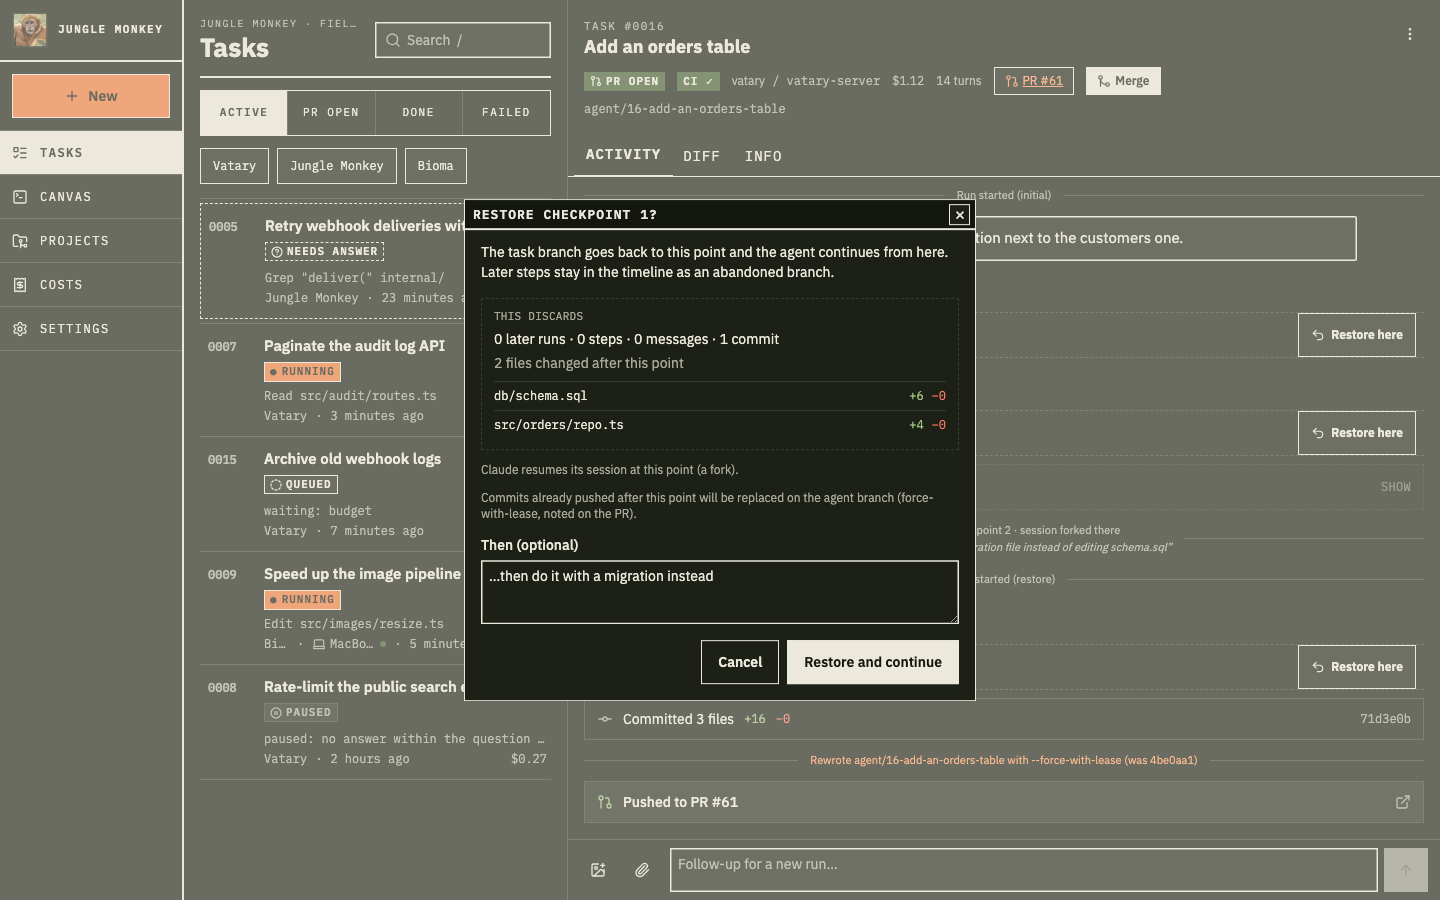 JUNGLE MONKEY
New
TASKS
CANVAS
PROJECTS
COSTS
SETTINGS
JUNGLE MONKEY · FIEL…
Tasks
Search /
ACTIVE
PR OPEN
DONE
FAILED
Vatary
Jungle Monkey
Bioma
0005
Retry webhook deliveries wit
NEEDS ANSWER
Grep "deliver(" internal/
Jungle Monkey · 23 minutes a
0007
Paginate the audit log API
RUNNING
Read src/audit/routes.ts
Vatary · 3 minutes ago
0015
Archive old webhook logs
QUEUED
waiting: budget
Vatary · 7 minutes ago
0009
Speed up the image pipeline
RUNNING
Edit src/images/resize.ts
Bi… · MacBo… · 5 minute
0008
Rate-limit the public search
PAUSED
paused: no answer within the question …
Vatary · 2 hours ago $0.27
TASK #0016
Add an orders table
PR OPEN
CI ✓
vatary / vatary-server $1.12 14 turns
PR #61
Merge
agent/16-add-an-orders-table
ACTIVITY
DIFF
INFO
Run started (initial)
tion next to the customers one.
Restore here
Restore here
SHOW
point 2 · session forked there
ration file instead of editing schema.sql”
started (restore)
Restore here
Committed 3 files +16 −0 71d3e0b
Rewrote agent/16-add-an-orders-table with --force-with-lease (was 4be0aa1)
Pushed to PR #61
Follow-up for a new run...
RESTORE CHECKPOINT 1?
The task branch goes back to this point and the agent continues from here.
Later steps stay in the timeline as an abandoned branch.
THIS DISCARDS
0 later runs · 0 steps · 0 messages · 1 commit
2 files changed after this point
db/schema.sql +6 −0
src/orders/repo.ts +4 −0
Claude resumes its session at this point (a fork).
Commits already pushed after this point will be replaced on the agent branch (force-
with-lease, noted on the PR).
Then (optional)
...then do it with a migration instead
Cancel
Restore and continue